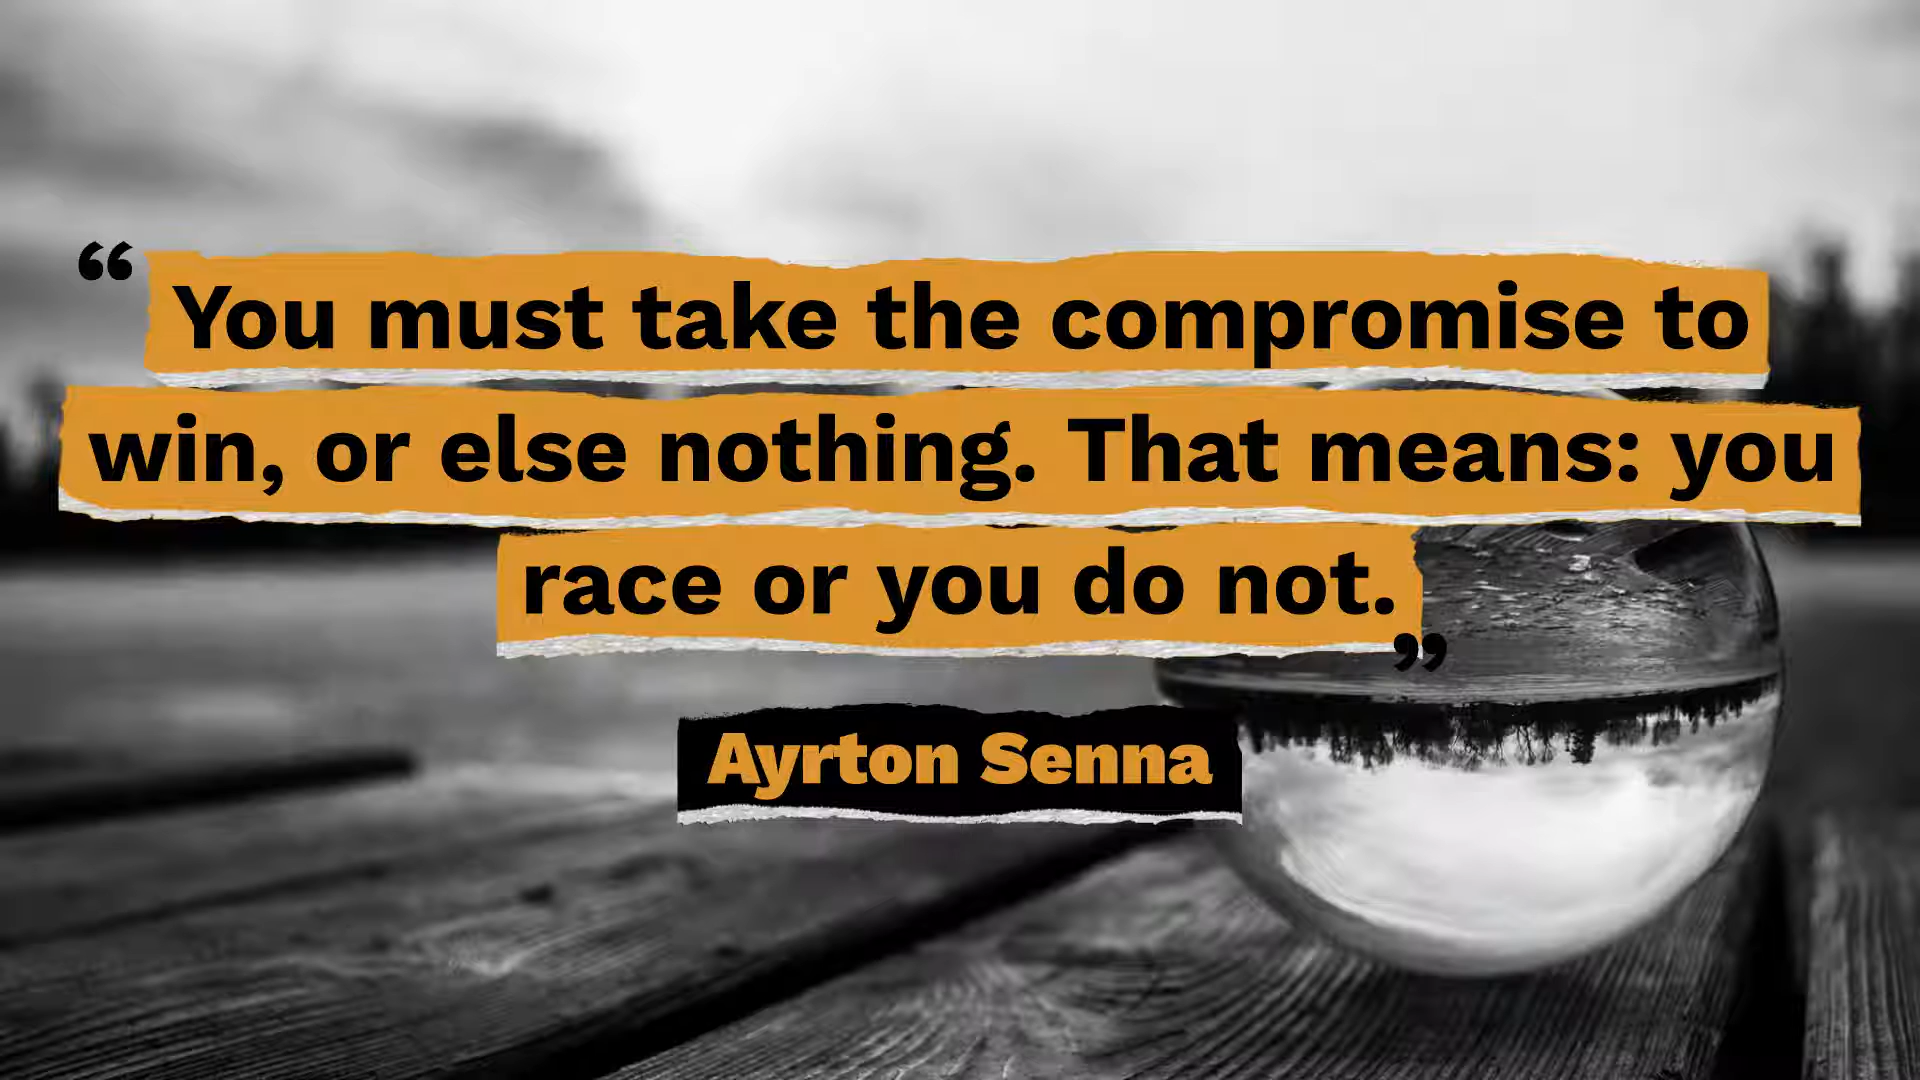 “You must take the compromise to
win, or else nothing. That means: you
race or you do not.”
Ayrton Senna